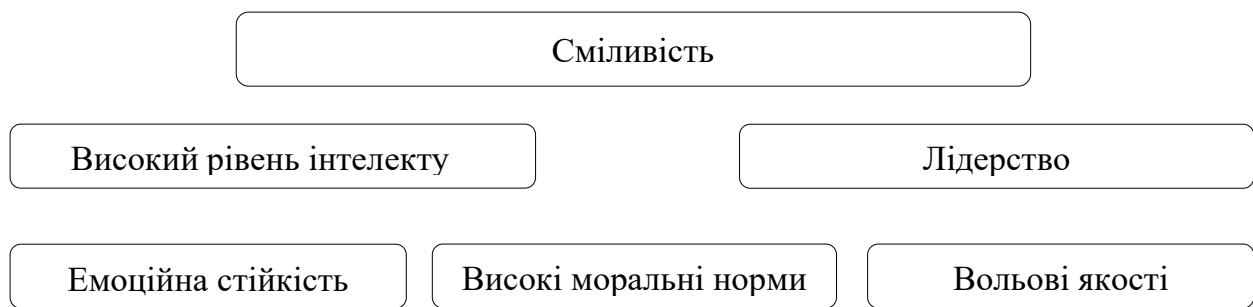 Сміливість
Високий рівень інтелекту
Лідерство
Емоційна стійкість
Високі моральні норми
Вольові якості